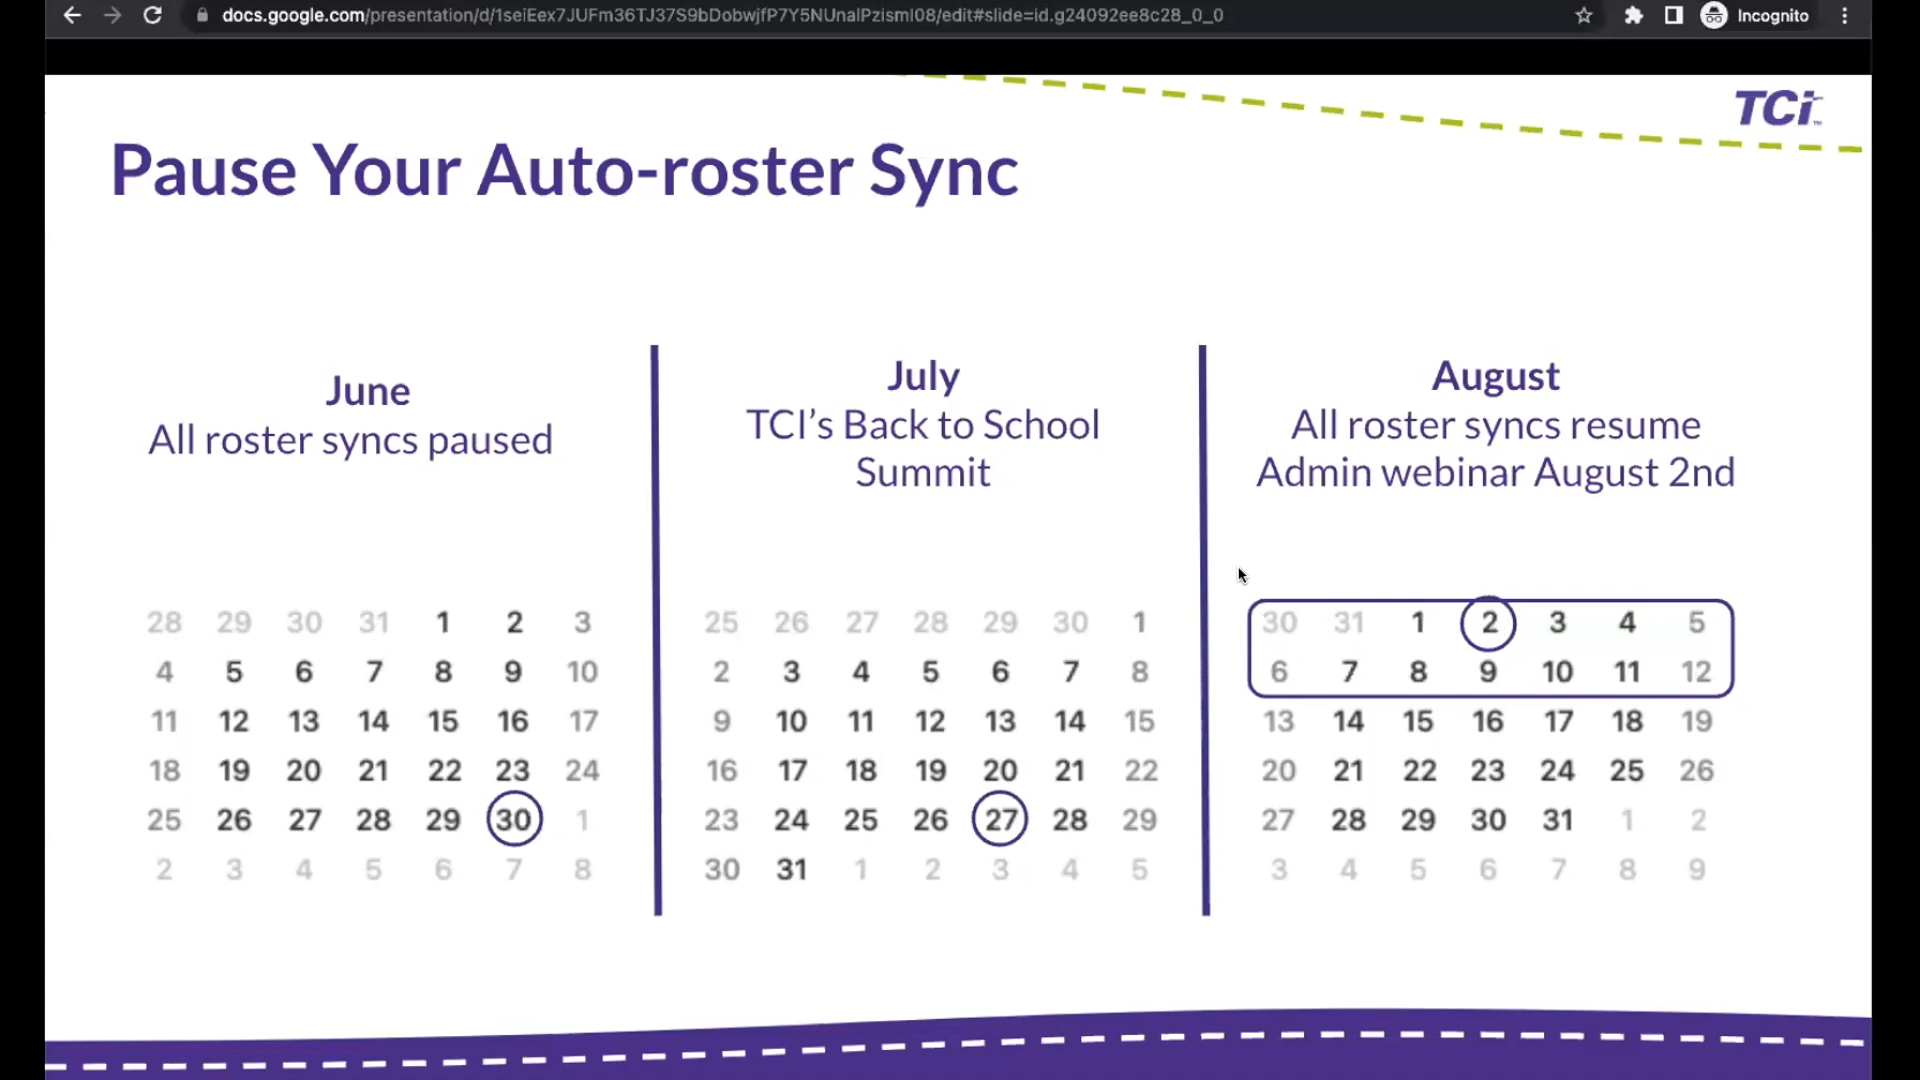 docs.google.com/presentation/d/1seiEex7JUFm36TJ37S9bDobwjfP7Y5NUnalPzismI08/edit#slide=id.g24092ee8c28_0_0
Incognito
TCi™
Pause Your Auto-roster Sync
June
All roster syncs paused
28 29 30 31 1 2 3
4 5 6 7 8 9 10
11 12 13 14 15 16 17
18 19 20 21 22 23 24
25 26 27 28 29 30 1
2 3 4 5 6 7 8
July
TCI’s Back to School
Summit
25 26 27 28 29 30 1
2 3 4 5 6 7 8
9 10 11 12 13 14 15
16 17 18 19 20 21 22
23 24 25 26 27 28 29
30 31 1 2 3 4 5
August
All roster syncs resume
Admin webinar August 2nd
30 31 1 2 3 4 5
6 7 8 9 10 11 12
13 14 15 16 17 18 19
20 21 22 23 24 25 26
27 28 29 30 31 1 2
3 4 5 6 7 8 9